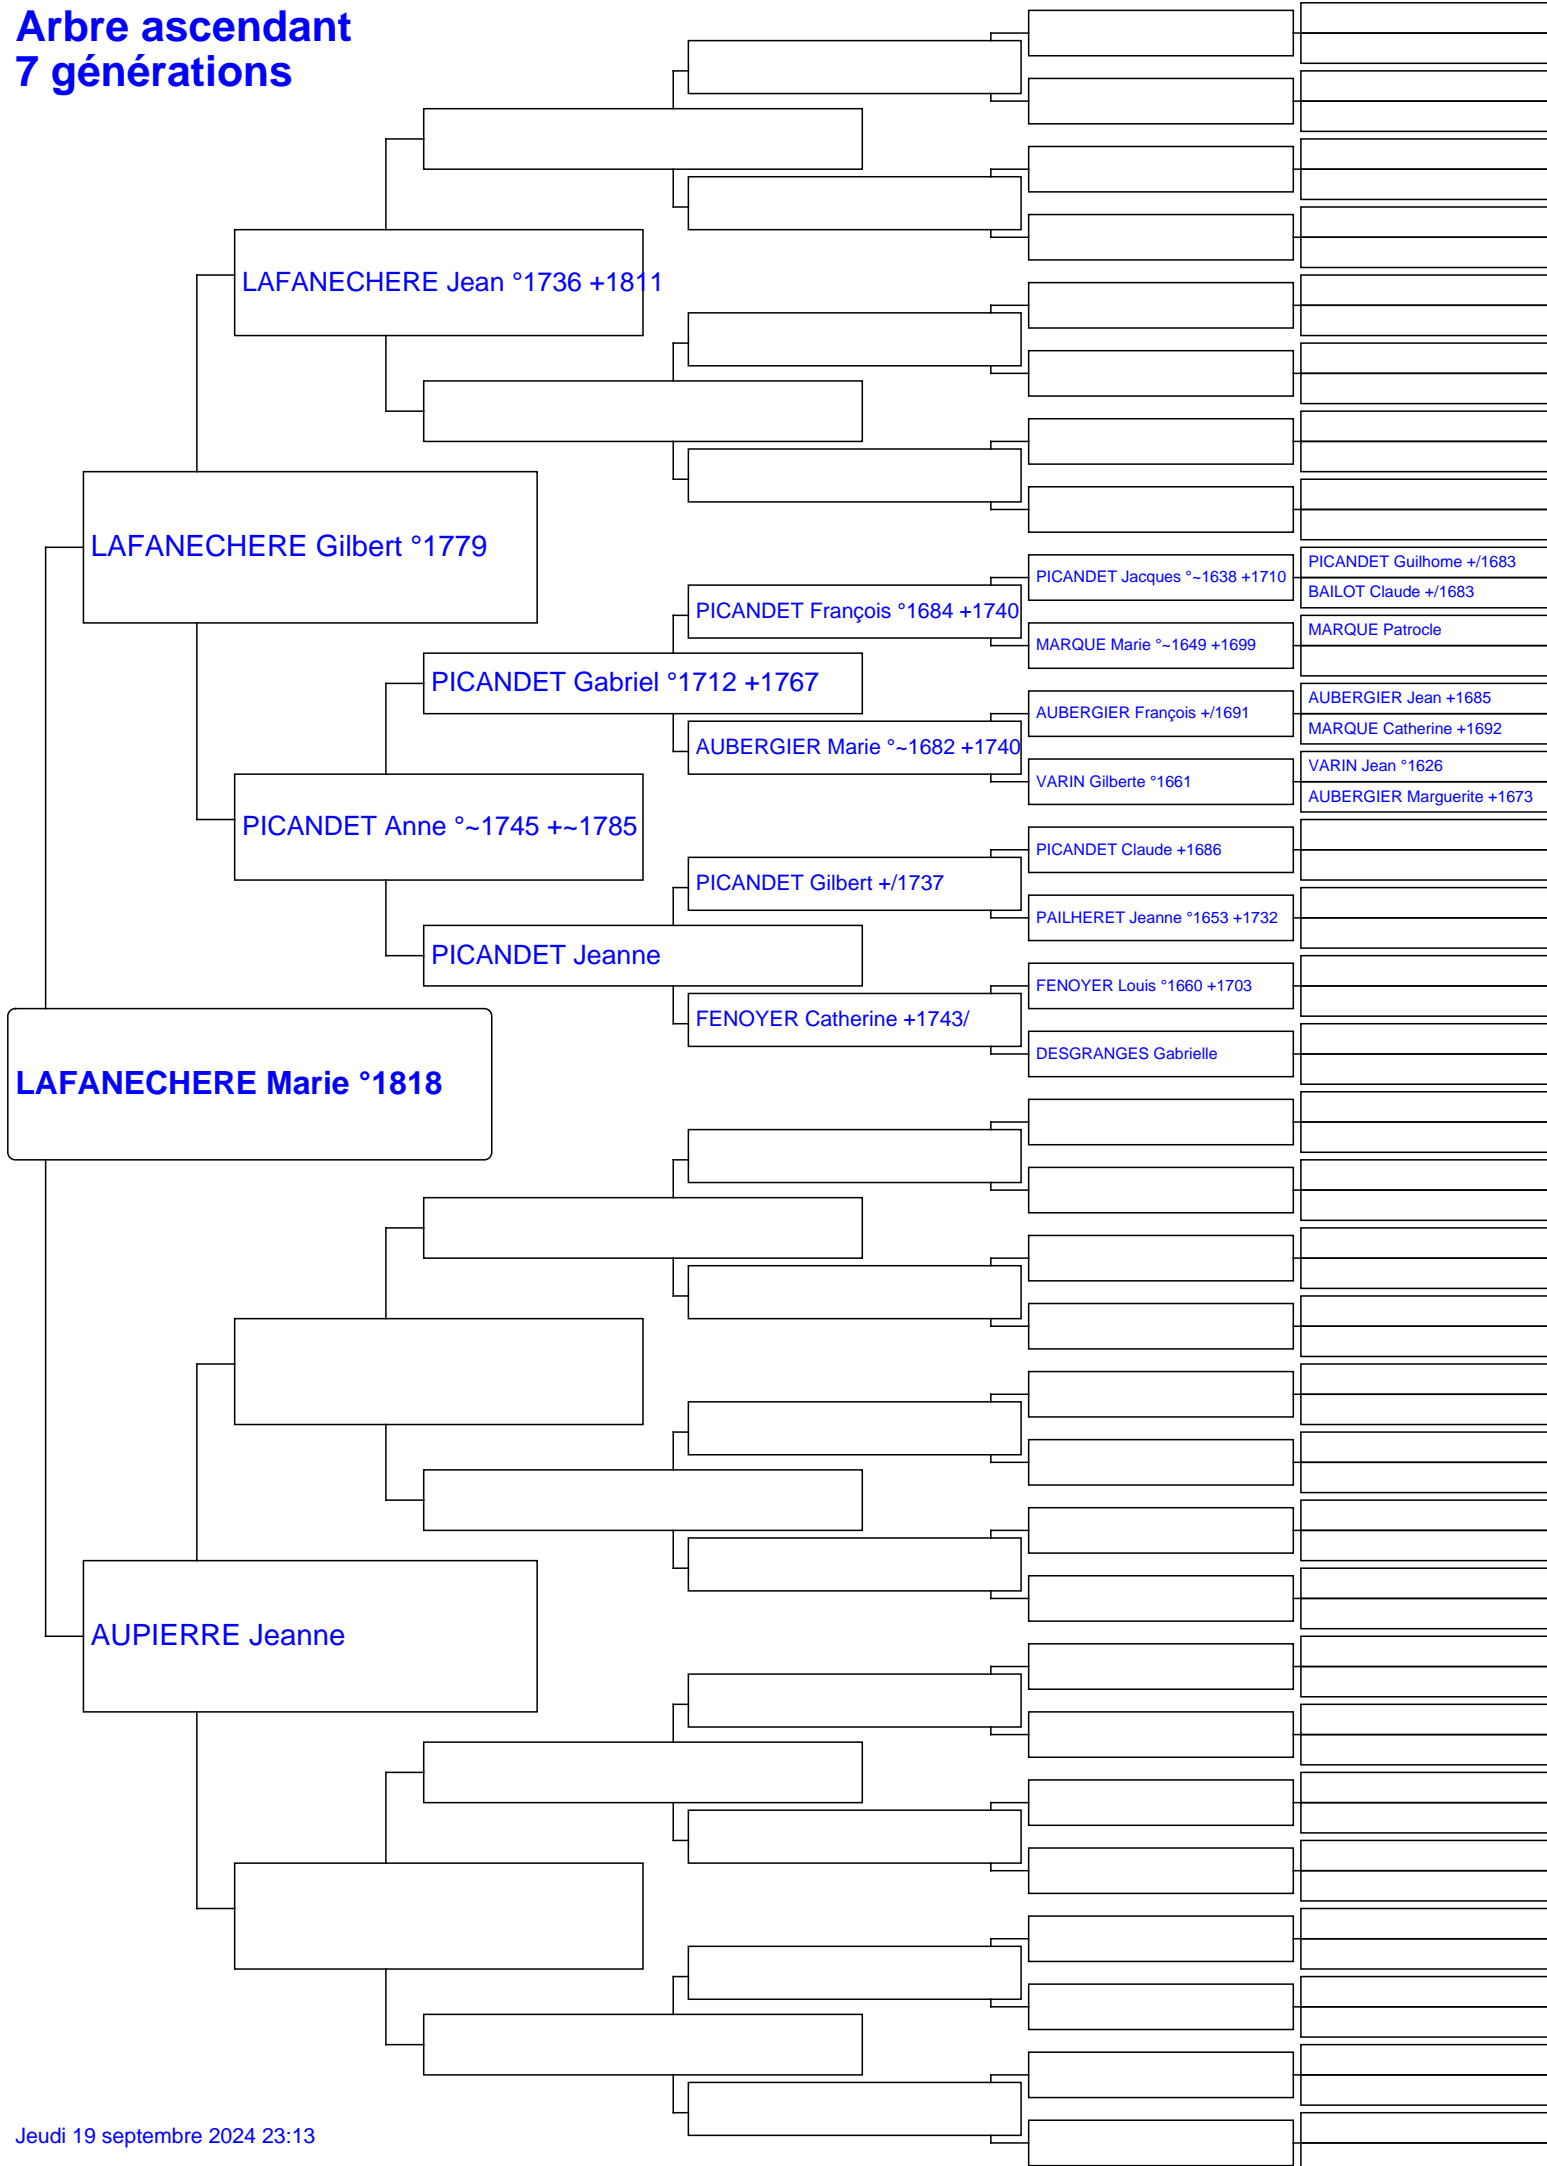 Arbre ascendant
7 générations
LAFANECHERE Jean °1736 +1811
LAFANECHERE Gilbert °1779
PICANDET Guilhome +/1683
PICANDET Jacques °~1638 +1710
BAILOT Claude +/1683
PICANDET François °1684 +1740
MARQUE Patrocle
MARQUE Marie °~1649 +1699
PICANDET Gabriel °1712 +1767
AUBERGIER Jean +1685
AUBERGIER François +/1691
MARQUE Catherine +1692
AUBERGIER Marie °~1682 +1740
VARIN Jean °1626
VARIN Gilberte °1661
AUBERGIER Marguerite +1673
PICANDET Anne °~1745 +~1785
PICANDET Claude +1686
PICANDET Gilbert +/1737
PAILHERET Jeanne °1653 +1732
PICANDET Jeanne
FENOYER Louis °1660 +1703
FENOYER Catherine +1743/
DESGRANGES Gabrielle
LAFANECHERE Marie °1818
AUPIERRE Jeanne
Jeudi 19 septembre 2024 23:13